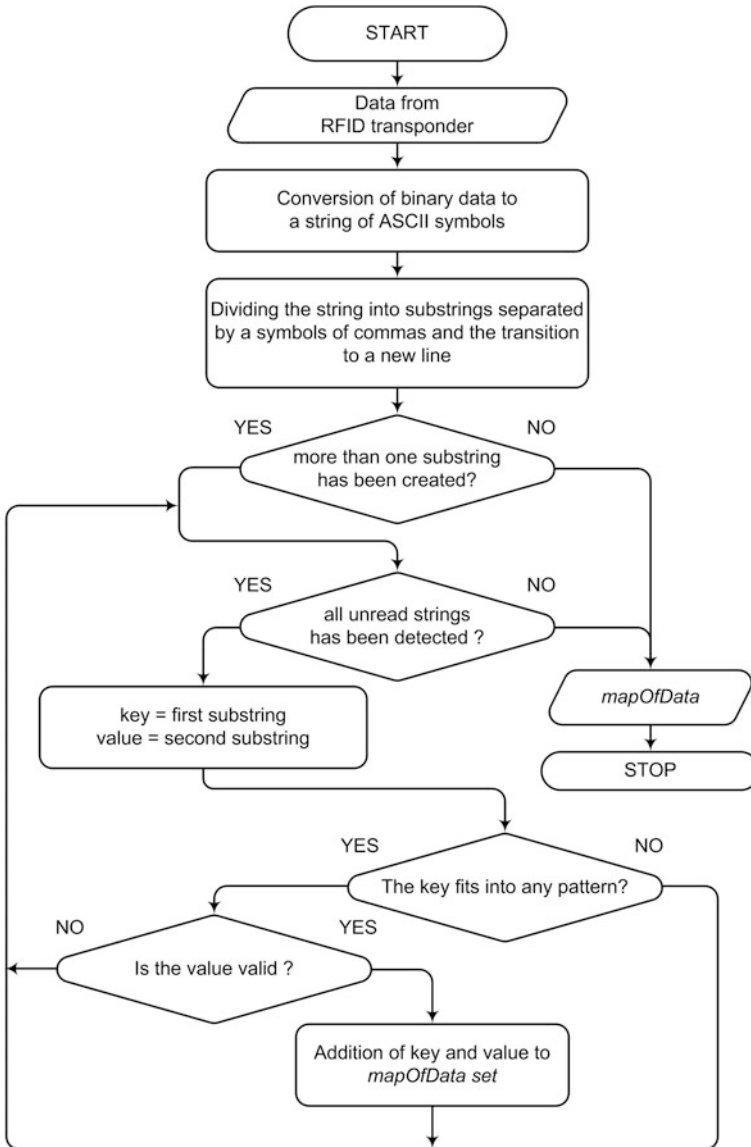 START
Data from
RFID transponder
Conversion of binary data to
a string of ASCII symbols
Dividing the string into substrings separated
by a symbols of commas and the transition
to a new line
YES
NO
more than one substring
has been created?
YES
NO
all unread strings
has been detected ?
key = first substring
value = second substring
mapOfData
STOP
YES
NO
The key fits into any pattern?
NO
YES
Is the value valid ?
Addition of key and value to
mapOfData set